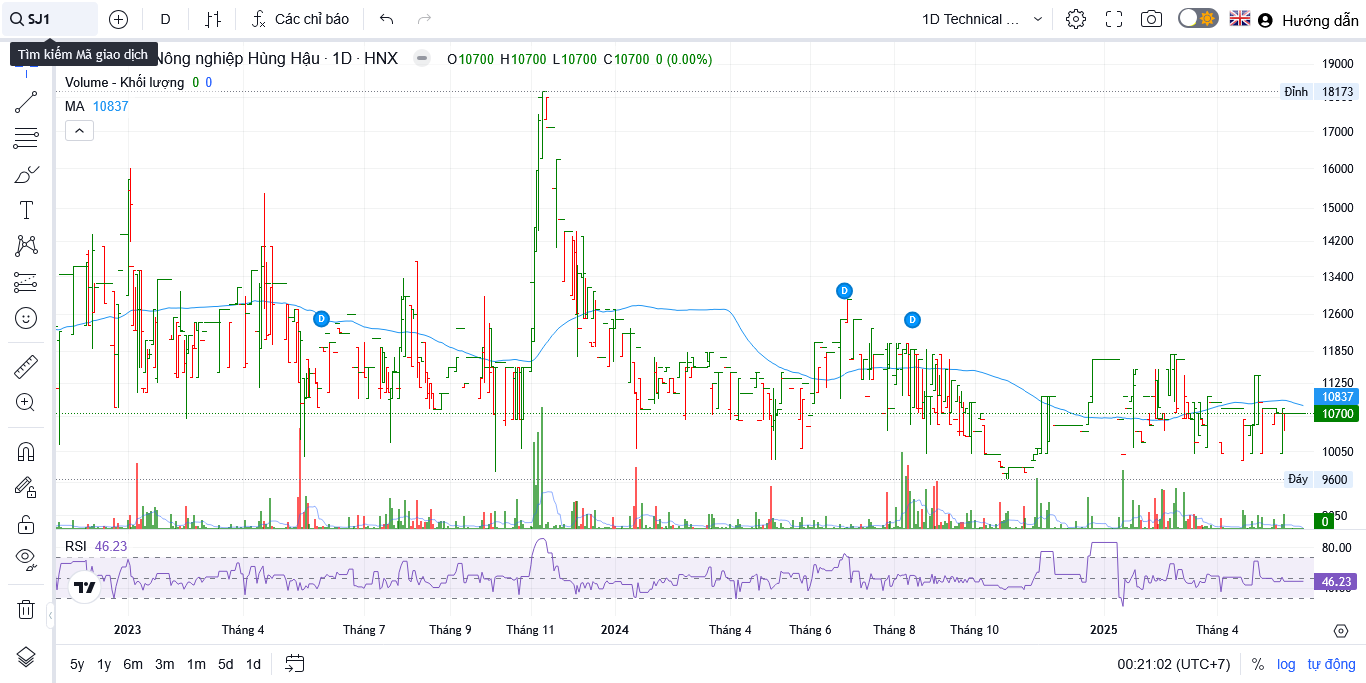 SJ1
D
Các chỉ báo
1D Technical ...
Hướng dẫn
Tìm kiếm Mã giao dịch
Nông nghiệp Hùng Hậu · 1D · HNX
O10700 H10700 L10700 C10700 0 (0.00%)
Volume - Khối lượng 0 0
MA 10837
19000
Đỉnh 18173
17000
16000
15000
14200
13400
12600
11850
11250
10837
10700
10050
Đáy 9600
0
D
D
D
RSI 46.23
80.00
46.23
2023
Tháng 4
Tháng 7
Tháng 9
Tháng 11
2024
Tháng 4
Tháng 6
Tháng 8
Tháng 10
2025
Tháng 4
5y 1y 6m 3m 1m 5d 1d
00:21:02 (UTC+7)
% log tự động